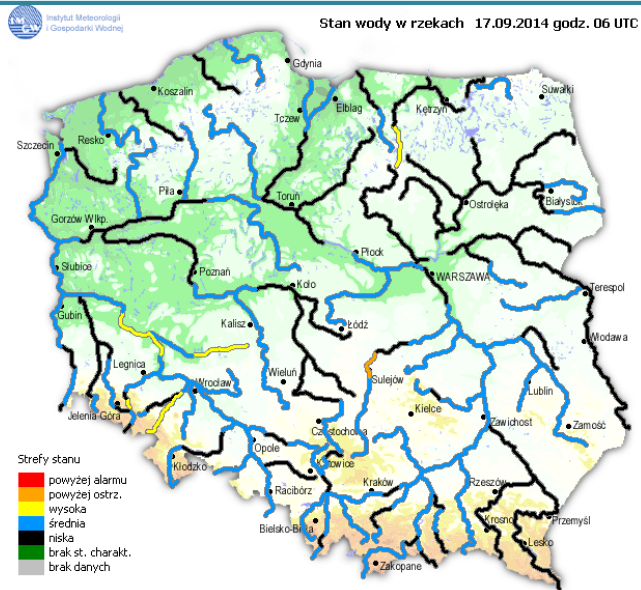 Instytut Meteorologii
i Gospodarki Wodnej
Stan wody w rzekach 17.09.2014 godz. 06 UTC
Gdynia
Koszalin
Suwałki
Tczew
Elbląg
Kętrzyn
Resko
Szczecin
Piła
Toruń
Ostrołęka
Białystok
Gorzów Wlkp.
Płock
Słubice
Poznań
WARSZAWA
Koło
Terespol
Gubin
Kalisz
Łódź
Włodawa
Legnica
Wieluń
Sulejów
Wrocław
Lublin
Jelenia Góra
Kielce
Zawichost
Częstochowa
Zamość
Opole
Kłodzko
Katowice
Kraków
Rzeszów
Racibórz
Bielsko-Biała
Krosno
Przemyśl
Lesko
Zakopane
Strefy stanu
powyżej alarmu
powyżej ostrz.
wysoka
średnia
niska
brak st. charakt.
brak danych